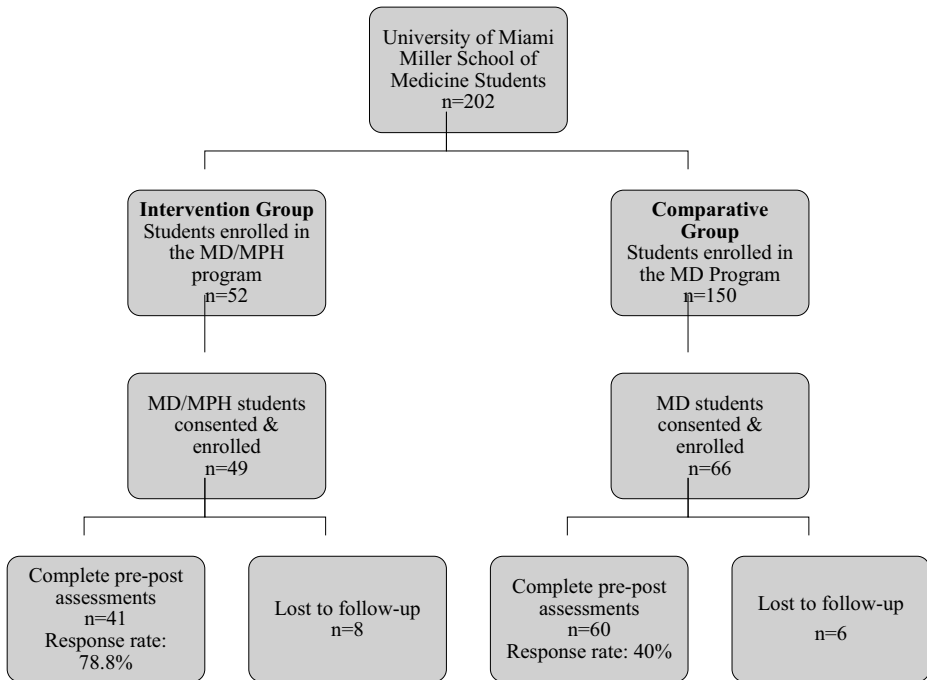 University of Miami
Miller School of
Medicine Students
n=202
Intervention Group
Students enrolled in
the MD/MPH
program
n=52
Comparative
Group
Students enrolled in
the MD Program
n=150
MD/MPH students
consented &
enrolled
n=49
MD students
consented &
enrolled
n=66
Complete pre-post
assessments
n=41
Response rate:
78.8%
Lost to follow-up
n=8
Complete pre-post
assessments
n=60
Response rate: 40%
Lost to follow-up
n=6